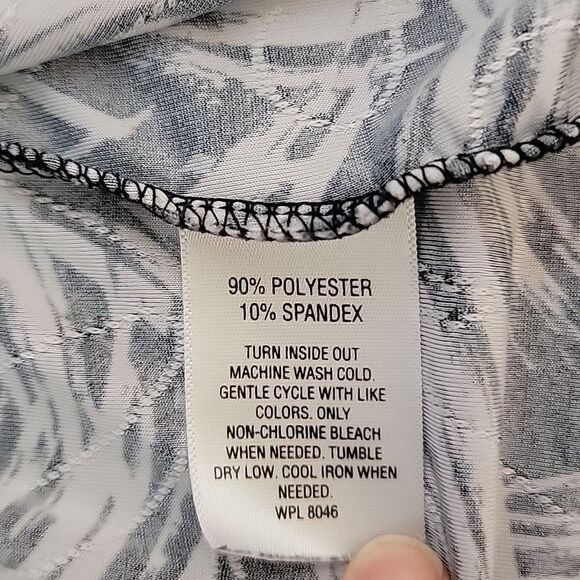 90% POLYESTER
10% SPANDEX
TURN INSIDE OUT
MACHINE WASH COLD.
GENTLE CYCLE WITH LIKE
COLORS. ONLY
NON-CHLORINE BLEACH
WHEN NEEDED. TUMBLE
DRY LOW. COOL IRON WHEN
NEEDED.
WPL 8046